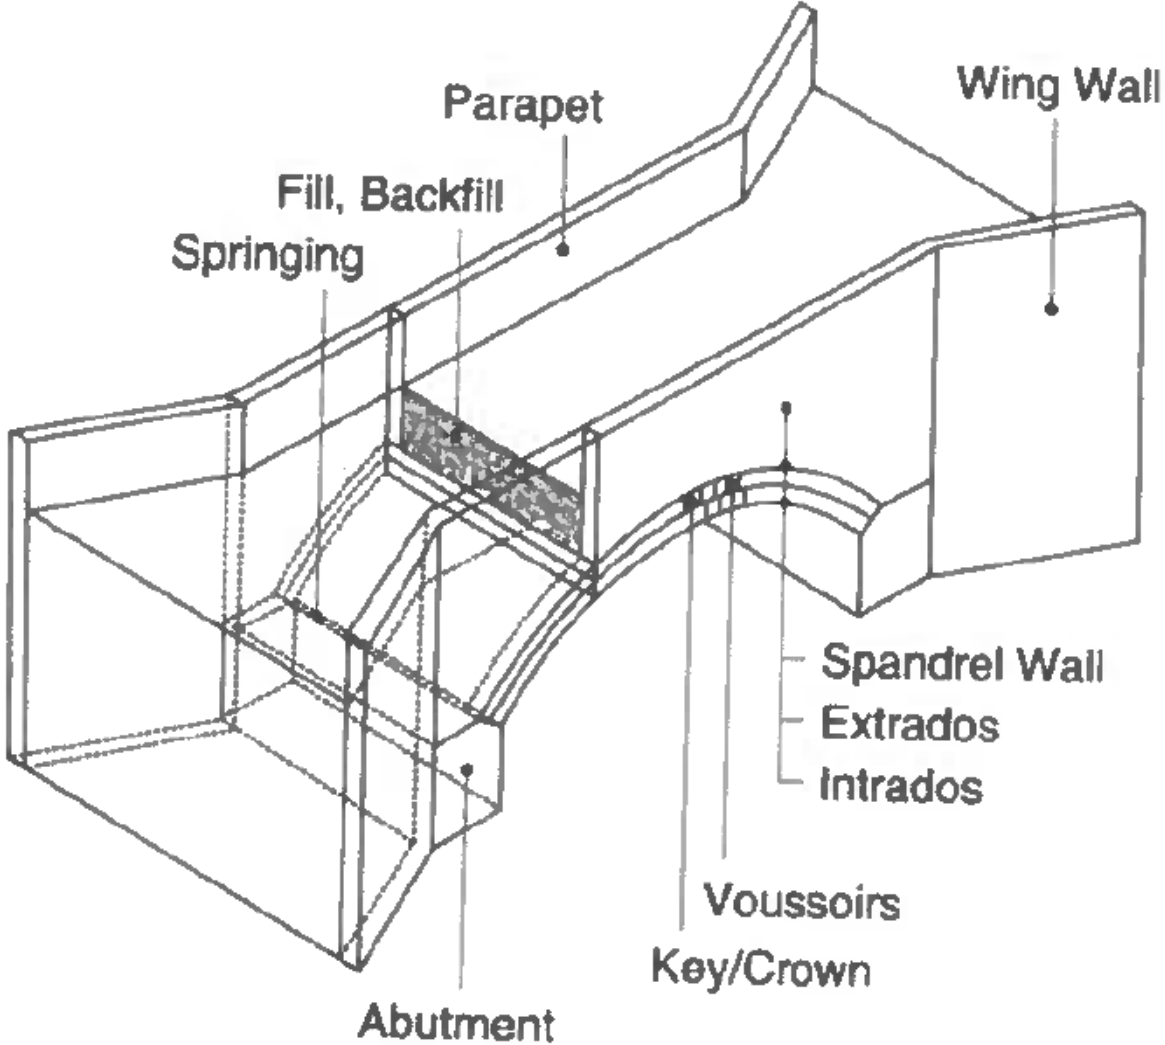 Wing Wall
Parapet
Fill, Backfill
Springing
Spandrel Wall
Extrados
Intrados
Voussoirs
Key/Crown
Abutment